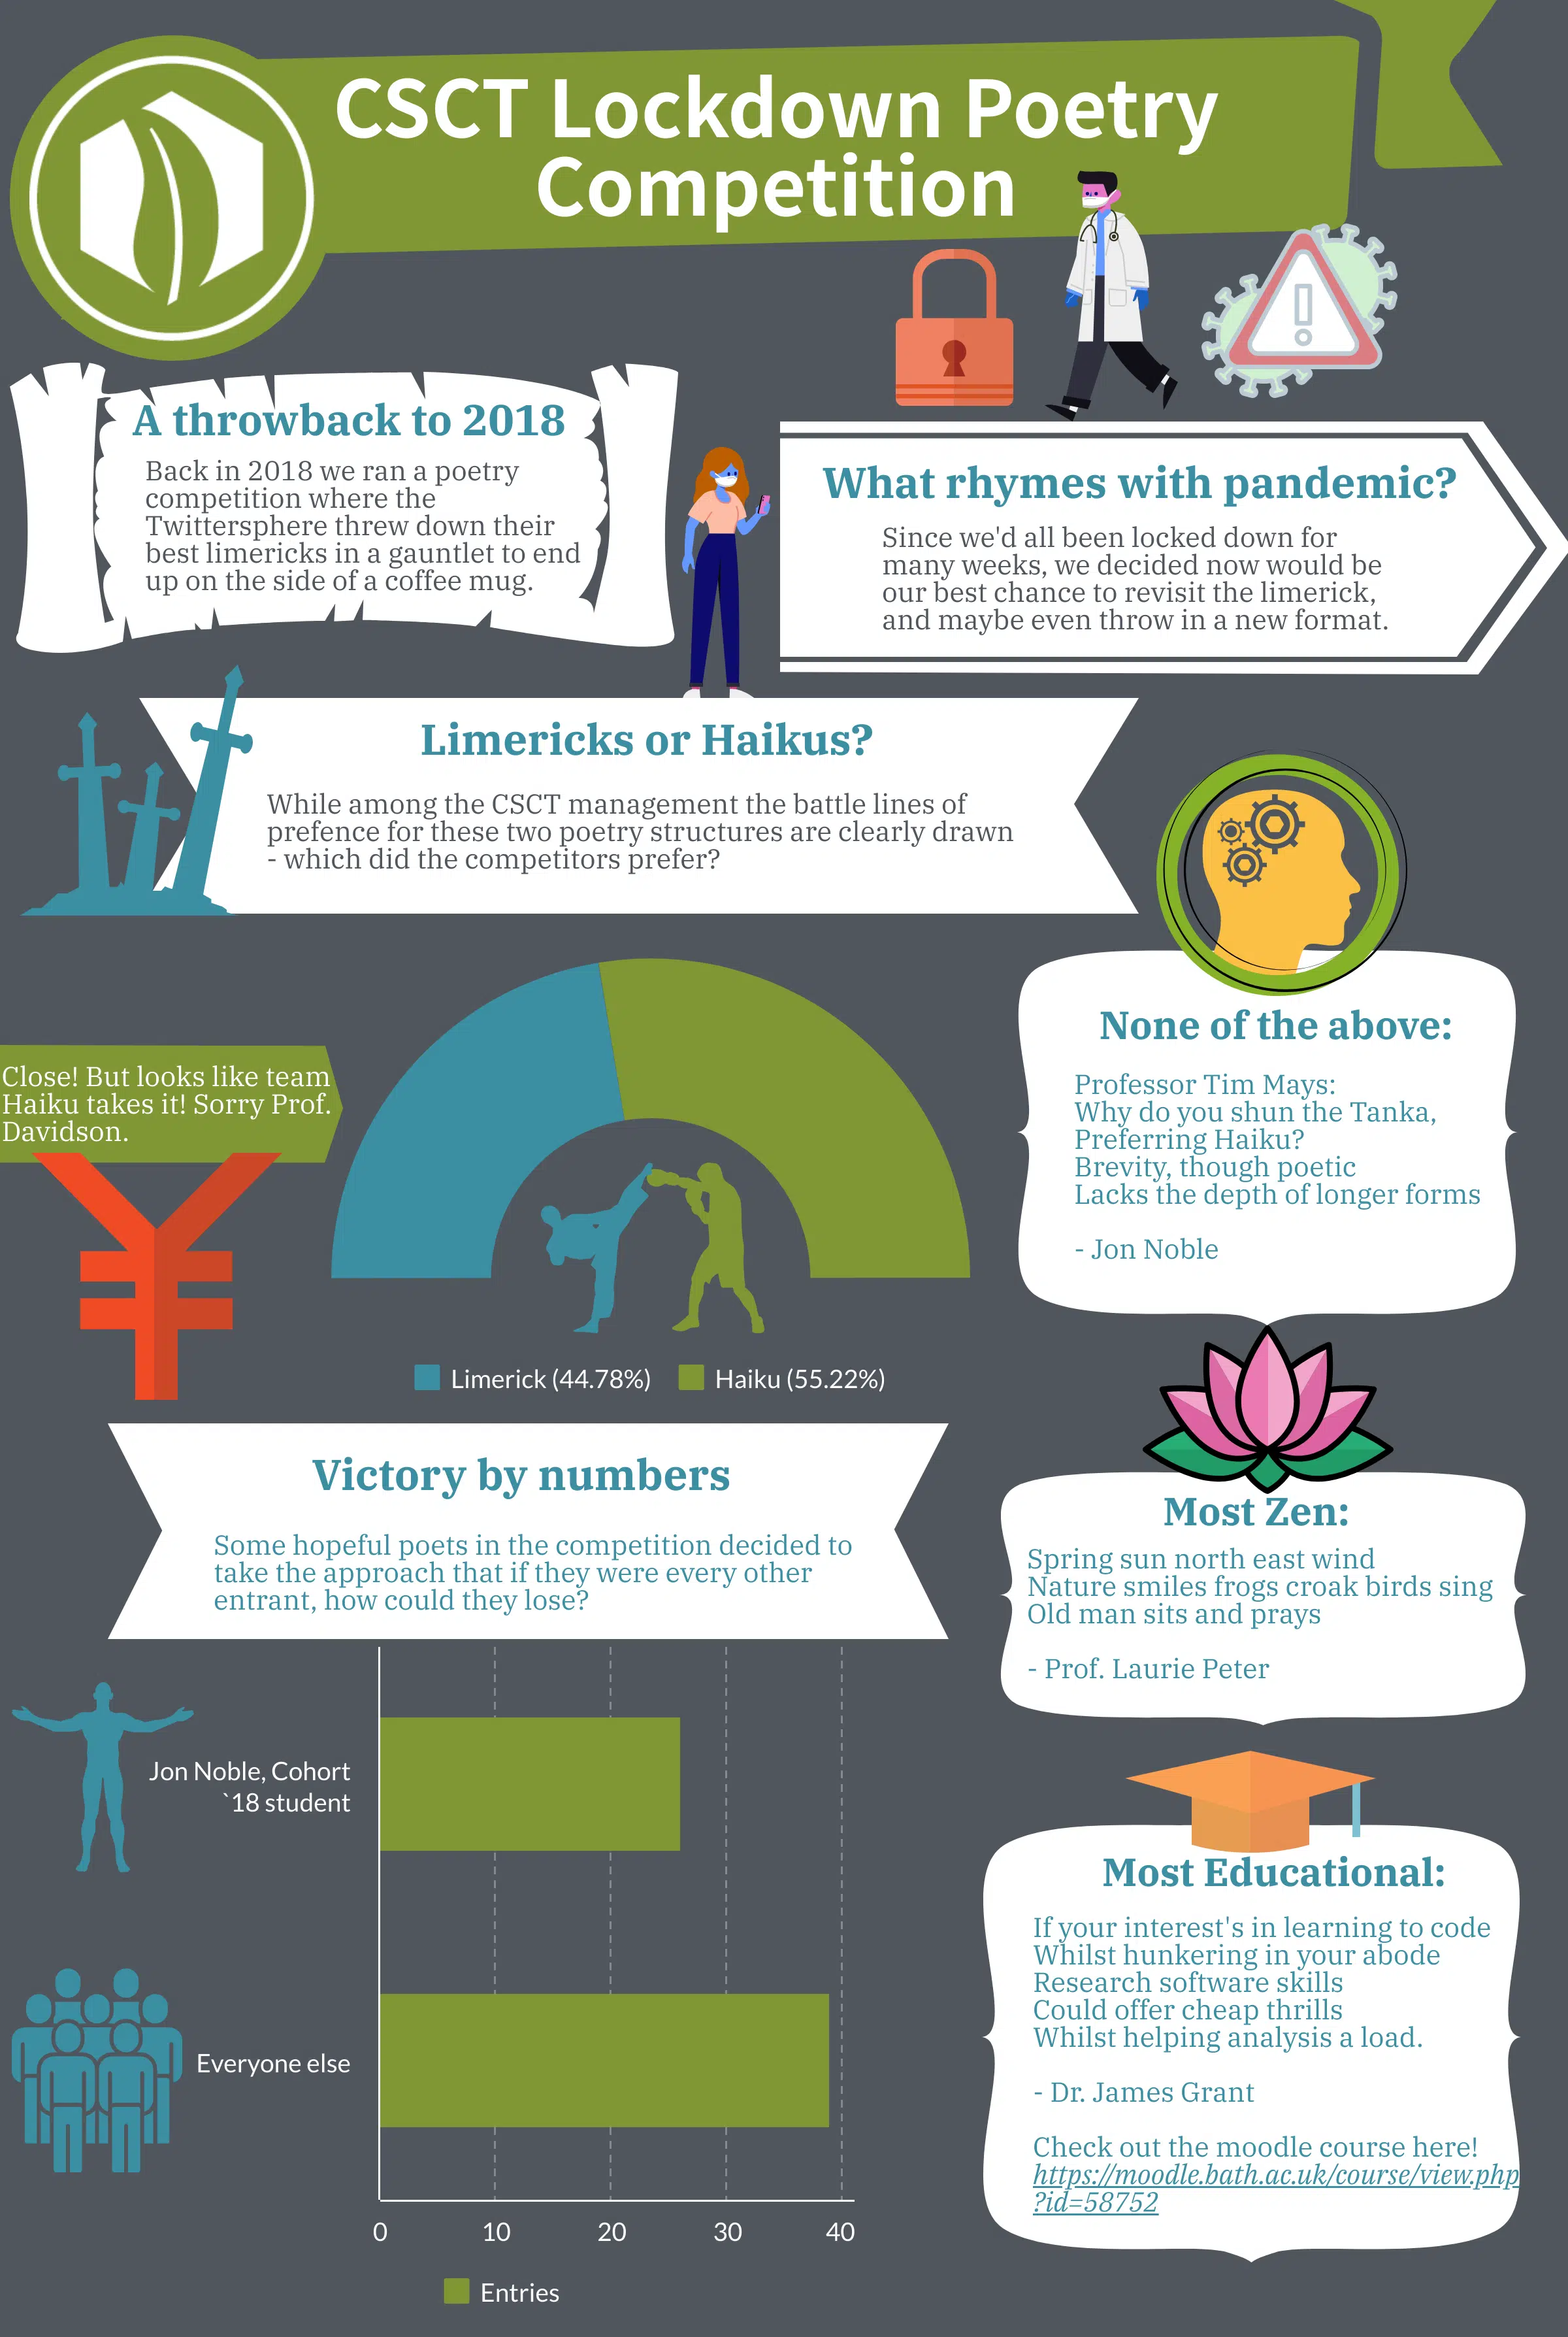 CSCT Lockdown Poetry
Competition
A throwback to 2018
Back in 2018 we ran a poetry
competition where the
Twittersphere threw down their
best limericks in a gauntlet to end
up on the side of a coffee mug.
What rhymes with pandemic?
Since we'd all been locked down for
many weeks, we decided now would be
our best chance to revisit the limerick,
and maybe even throw in a new format.
Limericks or Haikus?
While among the CSCT management the battle lines of
prefence for these two poetry structures are clearly drawn
- which did the competitors prefer?
Close! But looks like team
Haiku takes it! Sorry Prof.
Davidson.
Limerick (44.78%)
Haiku (55.22%)
None of the above:
Professor Tim Mays:
Why do you shun the Tanka,
Preferring Haiku?
Brevity, though poetic
Lacks the depth of longer forms
- Jon Noble
Victory by numbers
Some hopeful poets in the competition decided to
take the approach that if they were every other
entrant, how could they lose?
Jon Noble, Cohort
`18 student
Everyone else
0 10 20 30 40
Entries
Most Zen:
Spring sun north east wind
Nature smiles frogs croak birds sing
Old man sits and prays
- Prof. Laurie Peter
Most Educational:
If your interest's in learning to code
Whilst hunkering in your abode
Research software skills
Could offer cheap thrills
Whilst helping analysis a load.
- Dr. James Grant
Check out the moodle course here!
https://moodle.bath.ac.uk/course/view.php
?id=58752